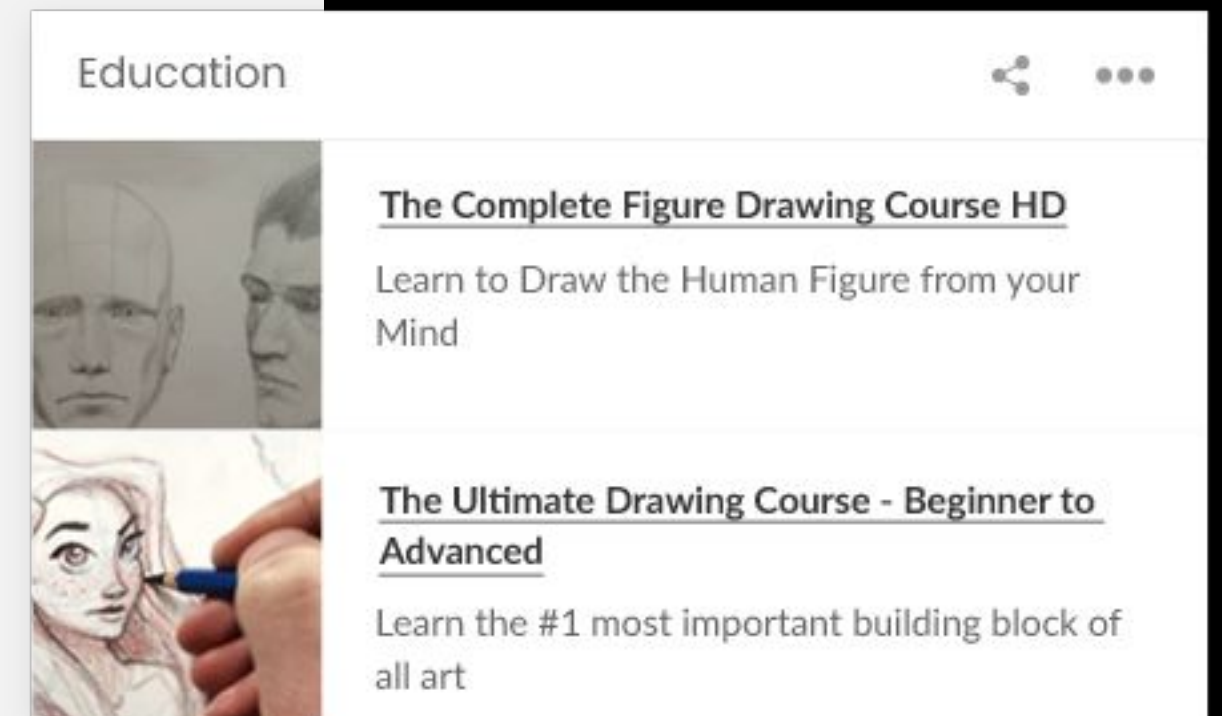 Education
The Complete Figure Drawing Course HD
Learn to Draw the Human Figure from your
Mind
The Ultimate Drawing Course - Beginner to
Advanced
Learn the #1 most important building block of
all art